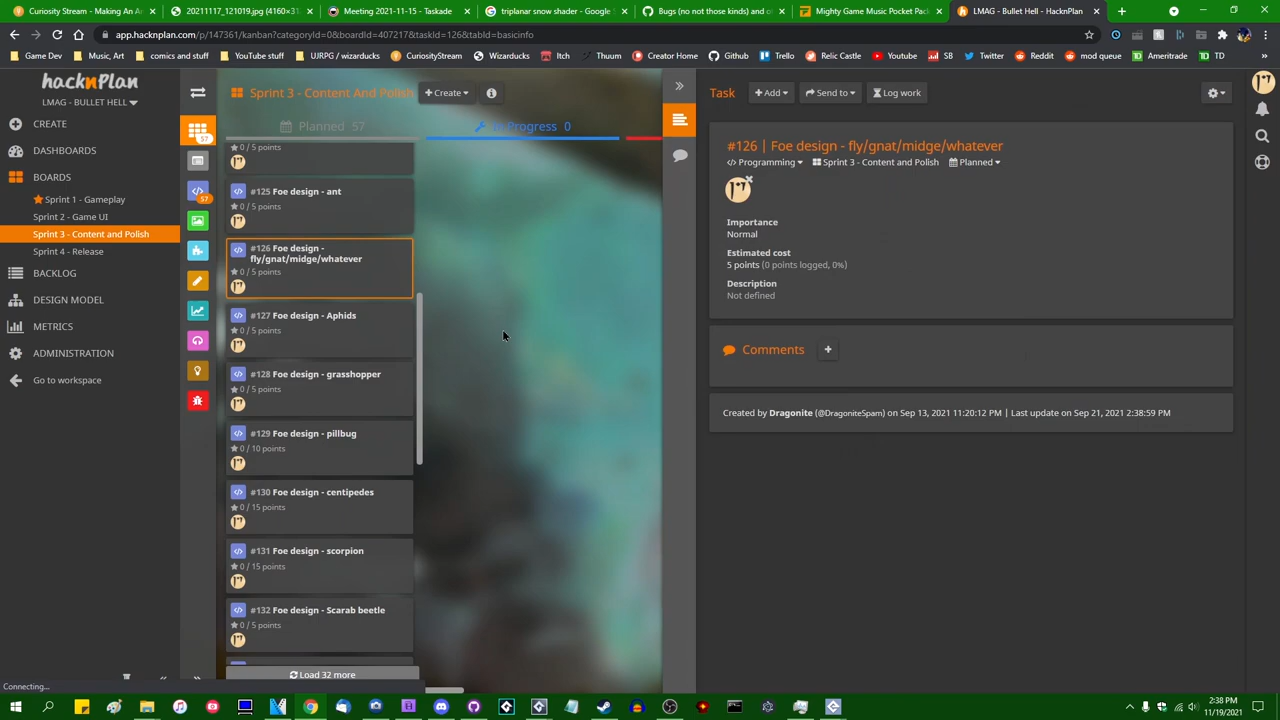 Curiosity Stream - Making An Ar
20211117_121019.jpg (4160×31
Meeting 2021-11-15 - Taskade
triplanar snow shader - Google S
Bugs (no not those kinds) and o
Mighty Game Music Pocket Pack
LMAG - Bullet Hell - HacknPlan
app.hacknplan.com/p/147361/kanban?categoryId=0&boardId=407217&taskId=126&tabId=basicinfo
Game Dev
Music
Art
comics and stuff
youtube
UJRPG / wizduds
CuriosityStream
Wizducks
Itch
Thuum
Creator Home
Github
Trello
Relic Castle
YouTube
SB
Twitter
Reddit
mod queue
Ameritrade
TD
hacknPlan
LMAG - BULLET HELL
CREATE
DASHBOARDS
BOARDS
Sprint 1 - Gameplay
Sprint 2 - Game UI
Sprint 3 - Content and Polish
Sprint 4 - Release
BACKLOG
DESIGN MODEL
METRICS
ADMINISTRATION
Go to workspace
57
57
Sprint 3 - Content And Polish
+ Create
Planned 57
In Progress 0
0 / 5 points
#125 Foe design - ant
0 / 5 points
#126 Foe design -
fly/gnat/midge/whatever
0 / 5 points
#127 Foe design - Aphids
0 / 5 points
#128 Foe design - grasshopper
0 / 5 points
#129 Foe design - pillbug
0 / 10 points
#130 Foe design - centipedes
0 / 15 points
#131 Foe design - scorpion
0 / 15 points
#132 Foe design - Scarab beetle
0 / 5 points
Load 32 more
Task
+ Add
Send to
Log work
#126 | Foe design - fly/gnat/midge/whatever
Programming
Sprint 3 - Content and Polish
Planned
Importance
Normal
Estimated cost
5 points (0 points logged, 0%)
Description
Not defined
Comments
Created by Dragonite (@DragoniteSpam) on Sep 13, 2021 11:20:12 PM | Last update on Sep 21, 2021 2:38:59 PM
Connecting...
2:38 PM
11/19/2021